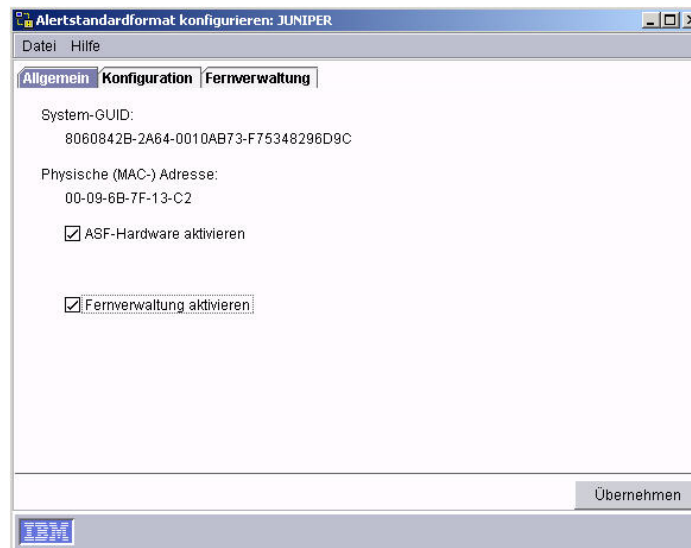 Alertstandardformat konfigurieren: JUNIPER
Datei Hilfe
Allgemein Konfiguration Fernverwaltung
System-GUID:
8060842B-2A64-0010AB73-F75348296D9C
Physische (MAC-) Adresse:
00-09-6B-7F-13-C2
ASF-Hardware aktivieren
Fernverwaltung aktivieren
Übernehmen
IBM